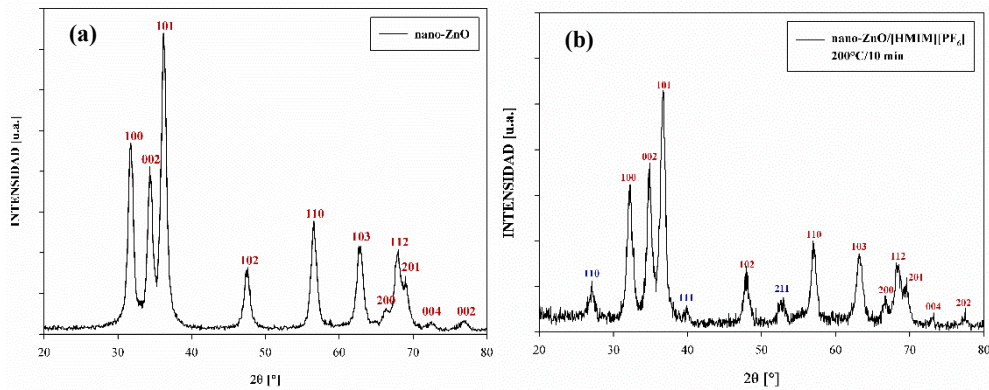 (a)
nano-ZnO
INTENSIDAD [u.a.]
100
002
101
102
110
103
200
112
201
004
002
20 30 40 50 60 70 80
2θ [°]
(b)
nano-ZnO/[HMIM][PF6]
200°C/10 min
INTENSIDAD [u.a.]
110
100
002
101
111
102
211
110
103
200
112
201
004
202
20 30 40 50 60 70 80
2θ [°]